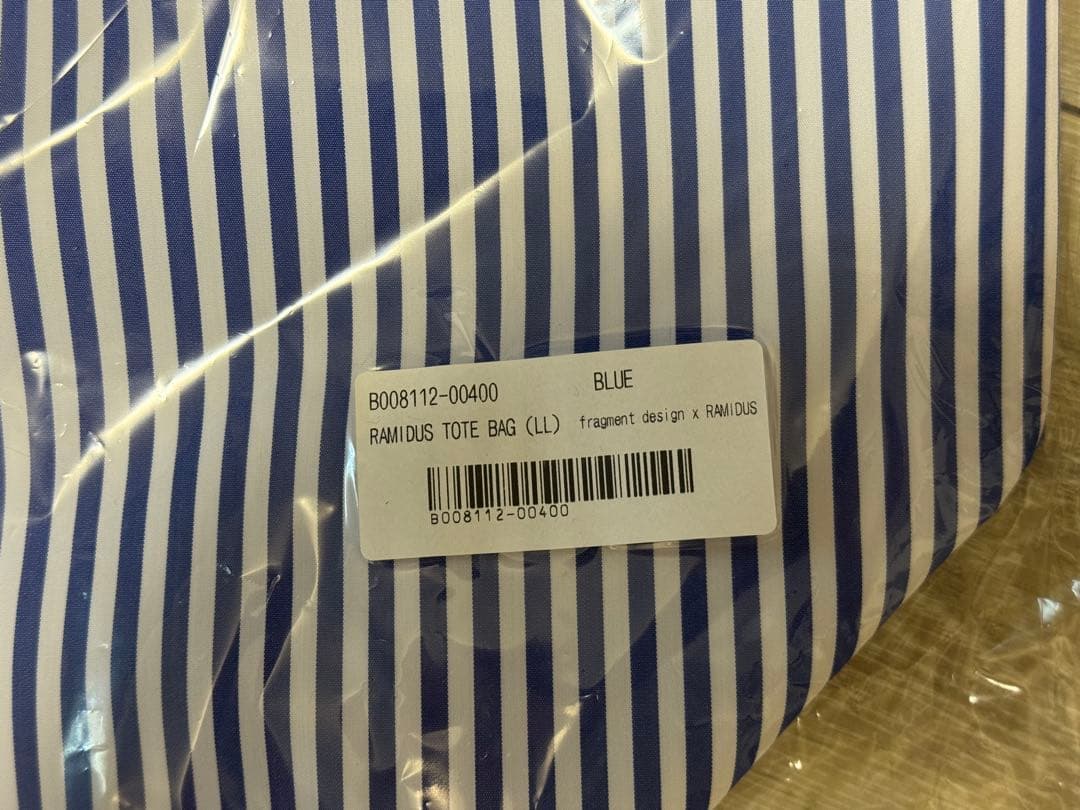 B008112-00400 BLUE
RAMIDUS TOTE BAG (LL) fragment design x RAMIDUS
B008112-00400